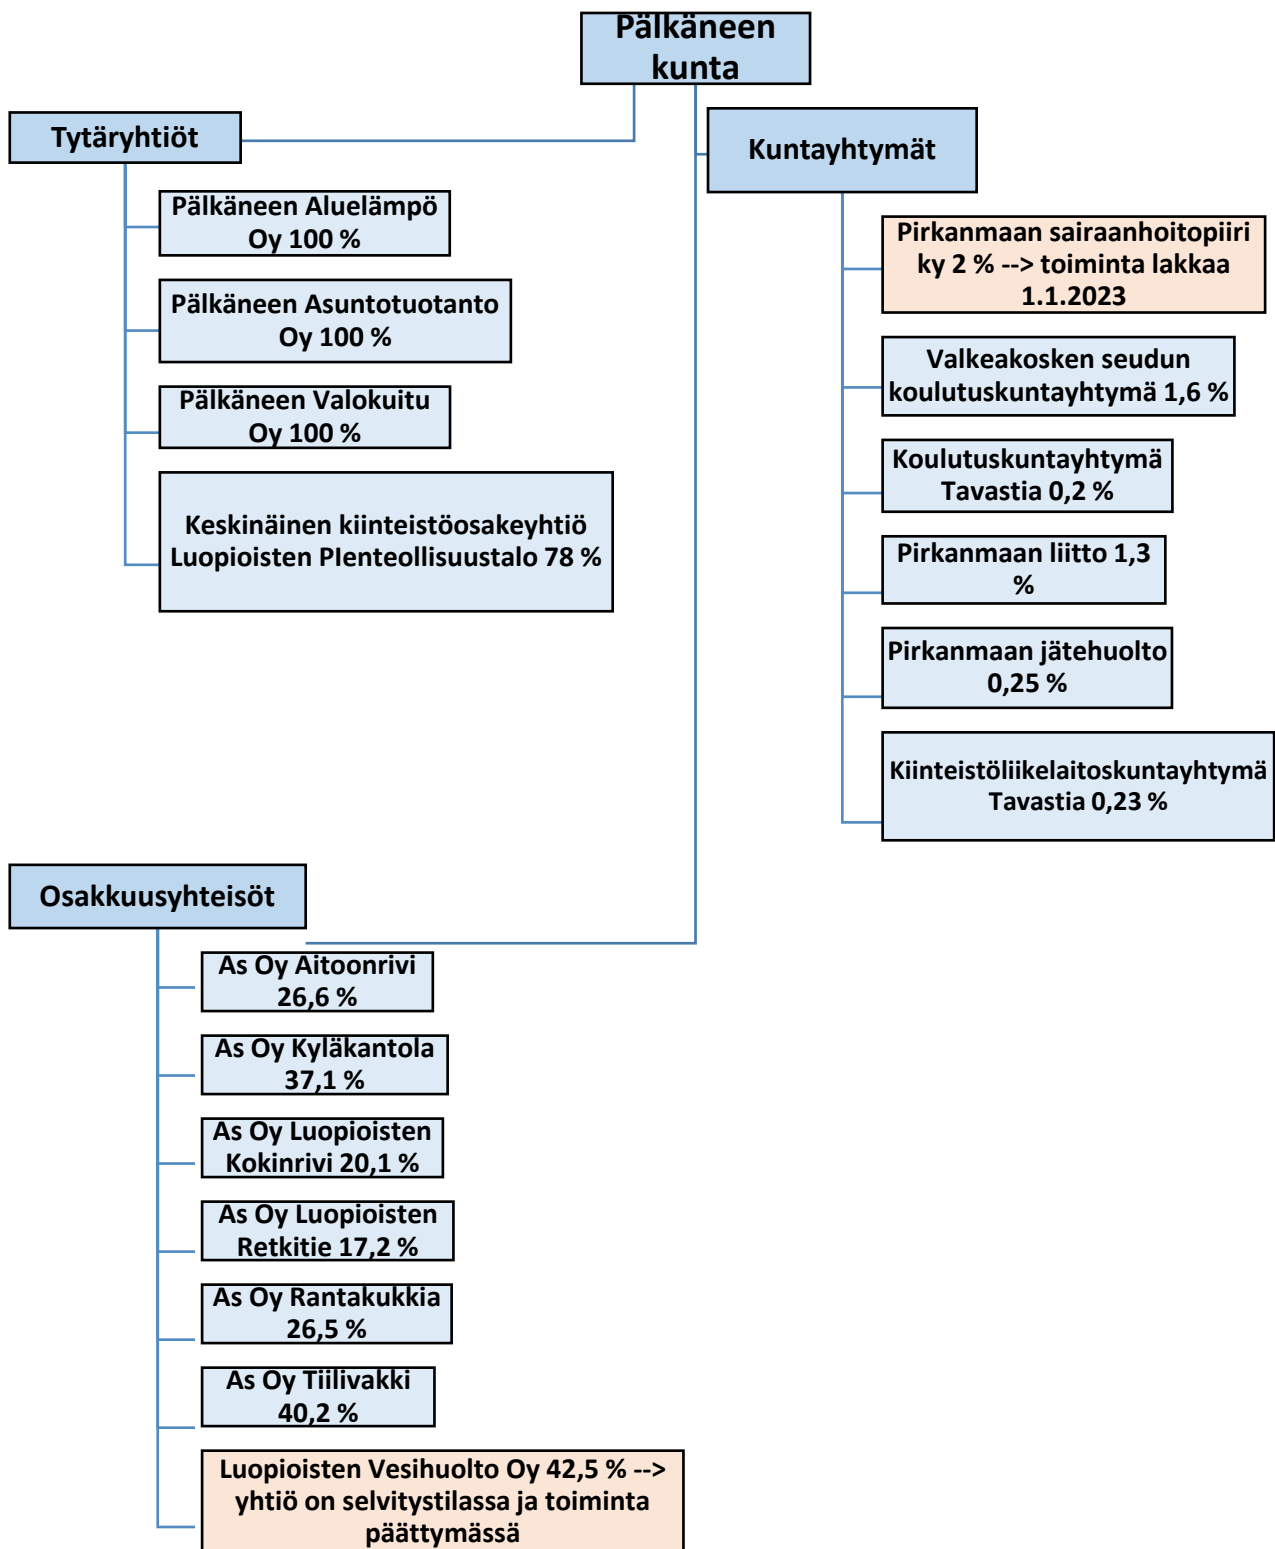 Pälkäneen
kunta
Tytäryhtiöt
Pälkäneen Aluelämpö
Oy 100 %
Pälkäneen Asuntotuotanto
Oy 100 %
Pälkäneen Valokuitu
Oy 100 %
Keskinäinen kiinteistöosakeyhtiö
Luopioisten PIenteollisuustalo 78 %
Kuntayhtymät
Pirkanmaan sairaanhoitopiiri
ky 2 % --> toiminta lakkaa
1.1.2023
Valkeakosken seudun
koulutuskuntayhtymä 1,6 %
Koulutuskuntayhtymä
Tavastia 0,2 %
Pirkanmaan liitto 1,3
%
Pirkanmaan jätehuolto
0,25 %
Kiinteistöliikelaitoskuntayhtymä
Tavastia 0,23 %
Osakkuusyhteisöt
As Oy Aitoonrivi
26,6 %
As Oy Kyläkantola
37,1 %
As Oy Luopioisten
Kokinrivi 20,1 %
As Oy Luopioisten
Retkitie 17,2 %
As Oy Rantakukkia
26,5 %
As Oy Tiilivakki
40,2 %
Luopioisten Vesihuolto Oy 42,5 % -->
yhtiö on selvitystilassa ja toiminta
päättymässä